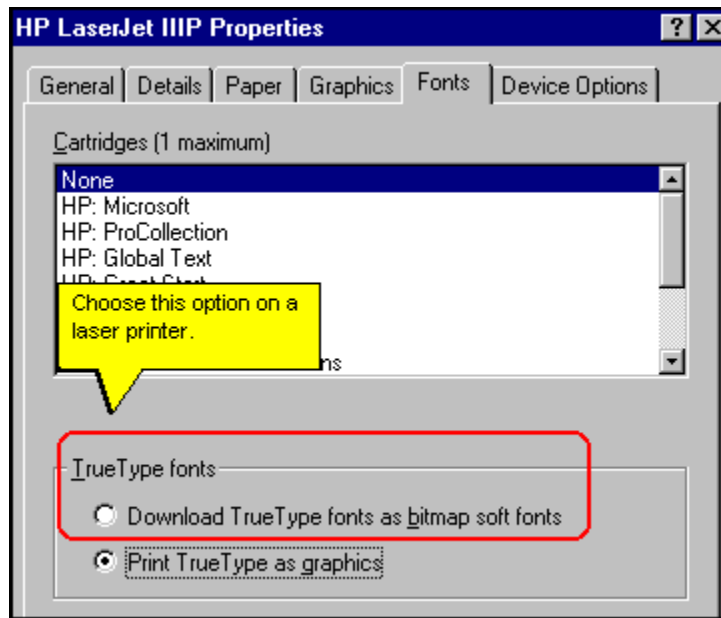 HP LaserJet IIIP Properties
General Details Paper Graphics Fonts Device Options
Cartridges (1 maximum)
None
HP: Microsoft
HP: ProCollection
HP: Global Text
Choose this option on a
laser printer.
ns
TrueType fonts
Download TrueType fonts as bitmap soft fonts
Print TrueType as graphics